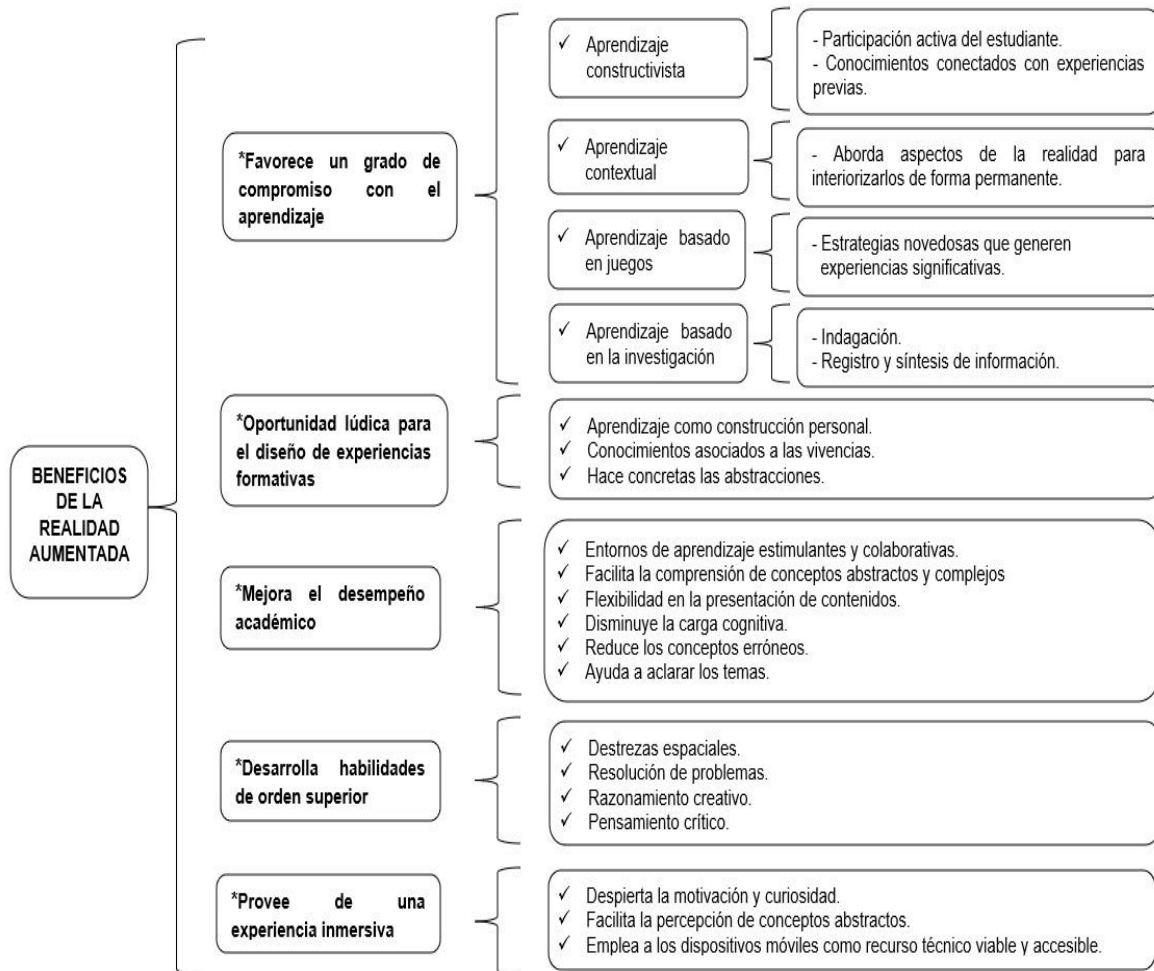 BENEFICIOS
DE LA
REALIDAD
AUMENTADA
*Favorece un grado de
compromiso con el
aprendizaje
✓ Aprendizaje
constructivista
- Participación activa del estudiante.
- Conocimientos conectados con experiencias
previas.
✓ Aprendizaje
contextual
- Aborda aspectos de la realidad para
interiorizarlos de forma permanente.
✓ Aprendizaje basado
en juegos
- Estrategias novedosas que generen
experiencias significativas.
✓ Aprendizaje basado
en la investigación
- Indagación.
- Registro y síntesis de información.
*Oportunidad lúdica para
el diseño de experiencias
formativas
✓ Aprendizaje como construcción personal.
✓ Conocimientos asociados a las vivencias.
✓ Hace concretas las abstracciones.
*Mejora el desempeño
académico
✓ Entornos de aprendizaje estimulantes y colaborativas.
✓ Facilita la comprensión de conceptos abstractos y complejos
✓ Flexibilidad en la presentación de contenidos.
✓ Disminuye la carga cognitiva.
✓ Reduce los conceptos erróneos.
✓ Ayuda a aclarar los temas.
*Desarrolla habilidades
de orden superior
✓ Destrezas espaciales.
✓ Resolución de problemas.
✓ Razonamiento creativo.
✓ Pensamiento crítico.
*Provee de una
experiencia inmersiva
✓ Despierta la motivación y curiosidad.
✓ Facilita la percepción de conceptos abstractos.
✓ Emplea a los dispositivos móviles como recurso técnico viable y accesible.